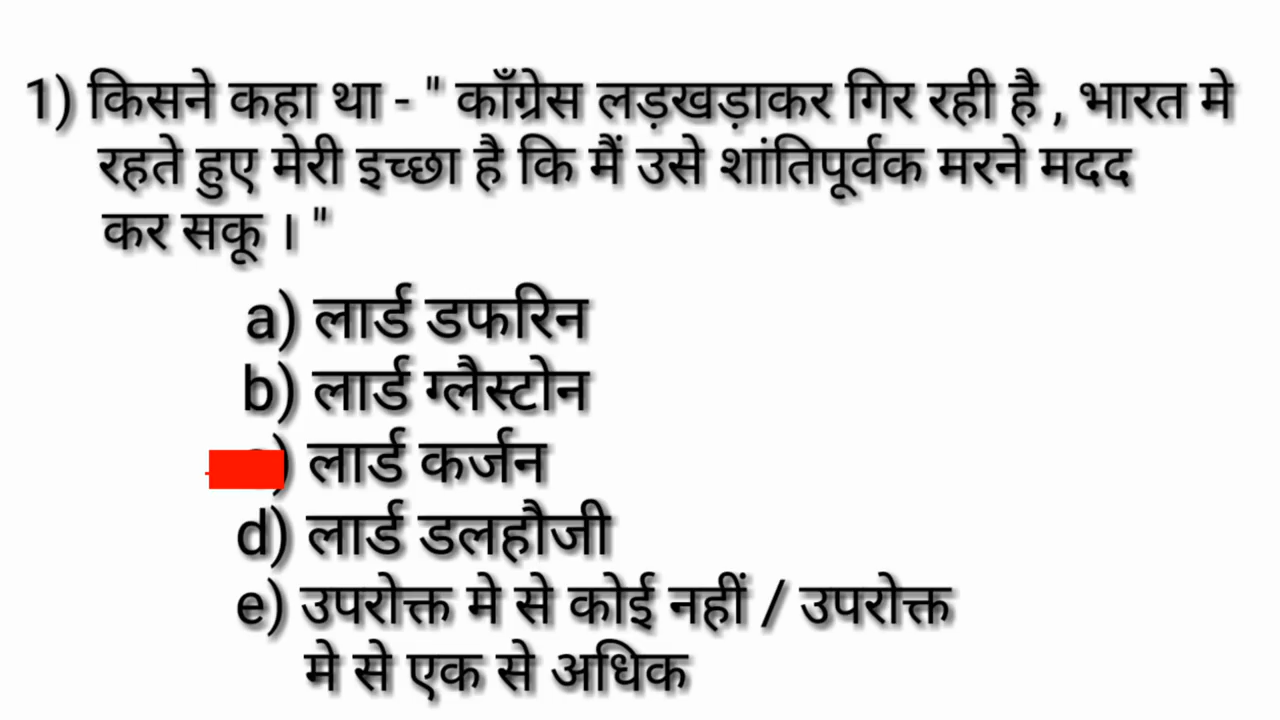 1) किसने कहा था - " काँग्रेस लड़खड़ाकर गिर रही है , भारत मे
रहते हुए मेरी इच्छा है कि मैं उसे शांतिपूर्वक मरने मदद
कर सकू । "
a) लार्ड डफरिन
b) लार्ड ग्लैस्टोन
) लार्ड कर्जन
d) लार्ड डलहौजी
e) उपरोक्त मे से कोई नहीं / उपरोक्त
मे से एक से अधिक